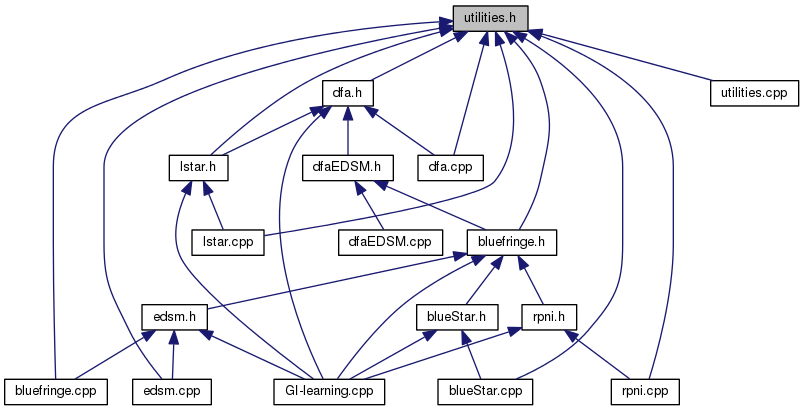 utilities.h
dfa.h
utilities.cpp
lstar.h
dfaEDSM.h
dfa.cpp
lstar.cpp
dfaEDSM.cpp
bluefringe.h
edsm.h
blueStar.h
rpni.h
bluefringe.cpp
edsm.cpp
GI-learning.cpp
blueStar.cpp
rpni.cpp